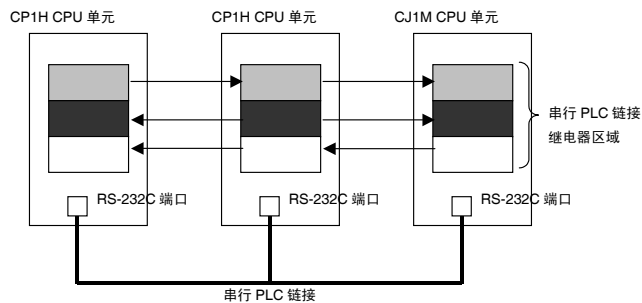 CP1H CPU 单元
CP1H CPU 单元
CJ1M CPU 单元
串行 PLC 链接
继电器区域
RS-232C 端口
RS-232C 端口
RS-232C 端口
串行 PLC 链接